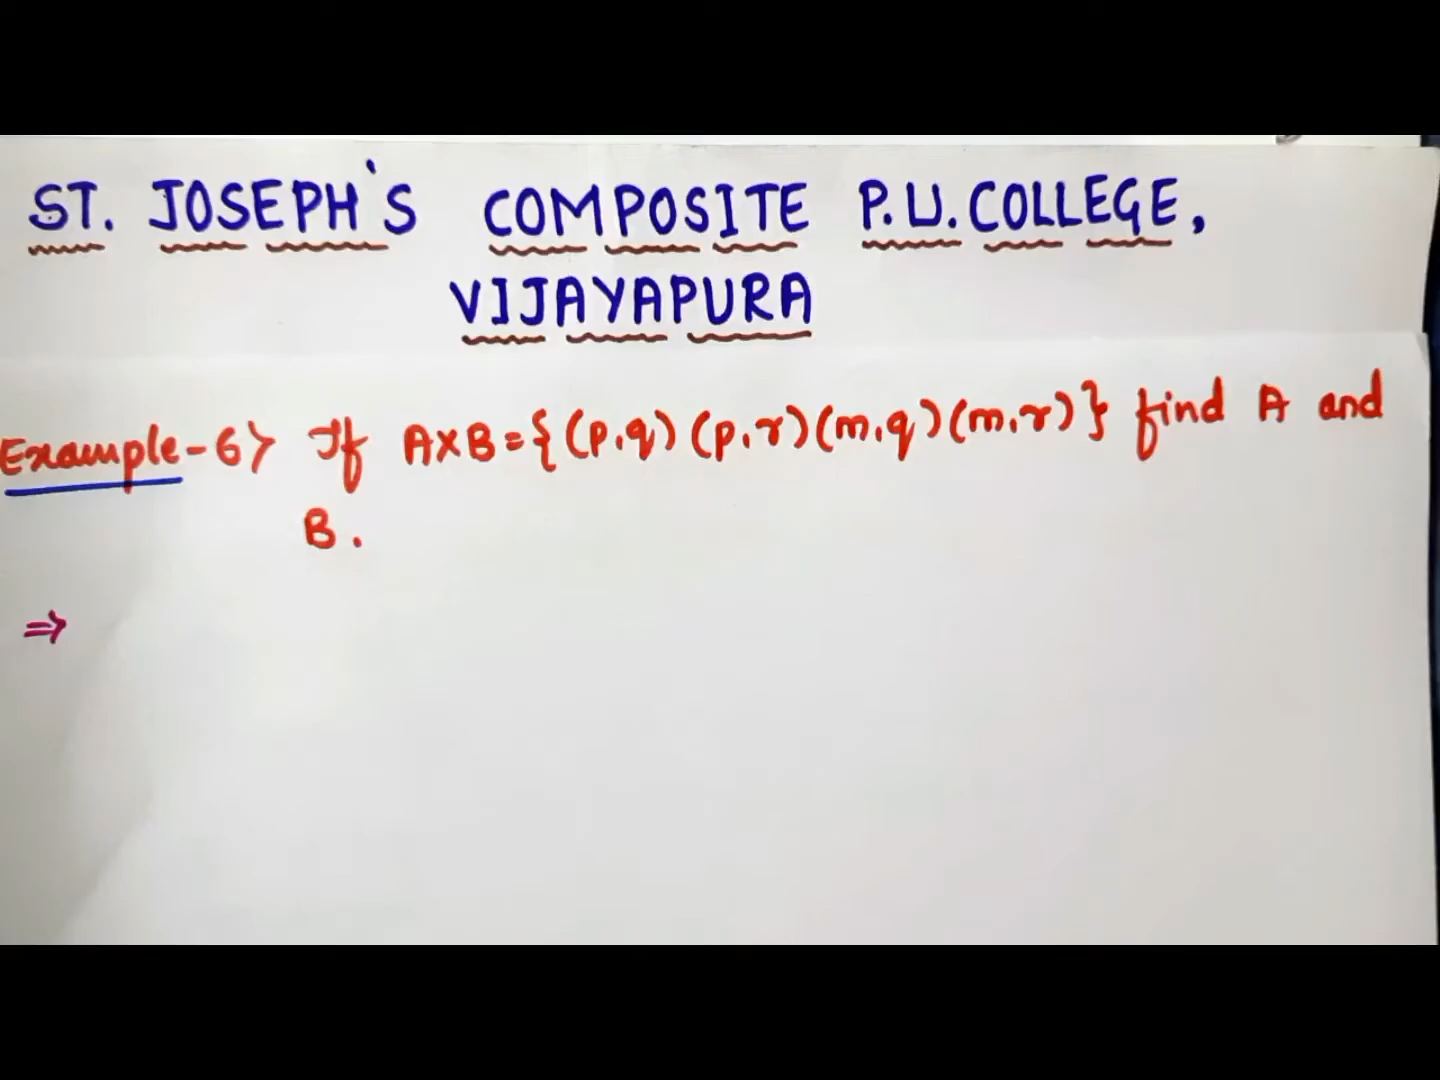 ST. JOSEPH'S COMPOSITE P.U.COLLEGE,
VIJAYAPURA
Example-6> If A×B={(p,q)(p,r)(m,q)(m,r)} find A and
B.
⇒